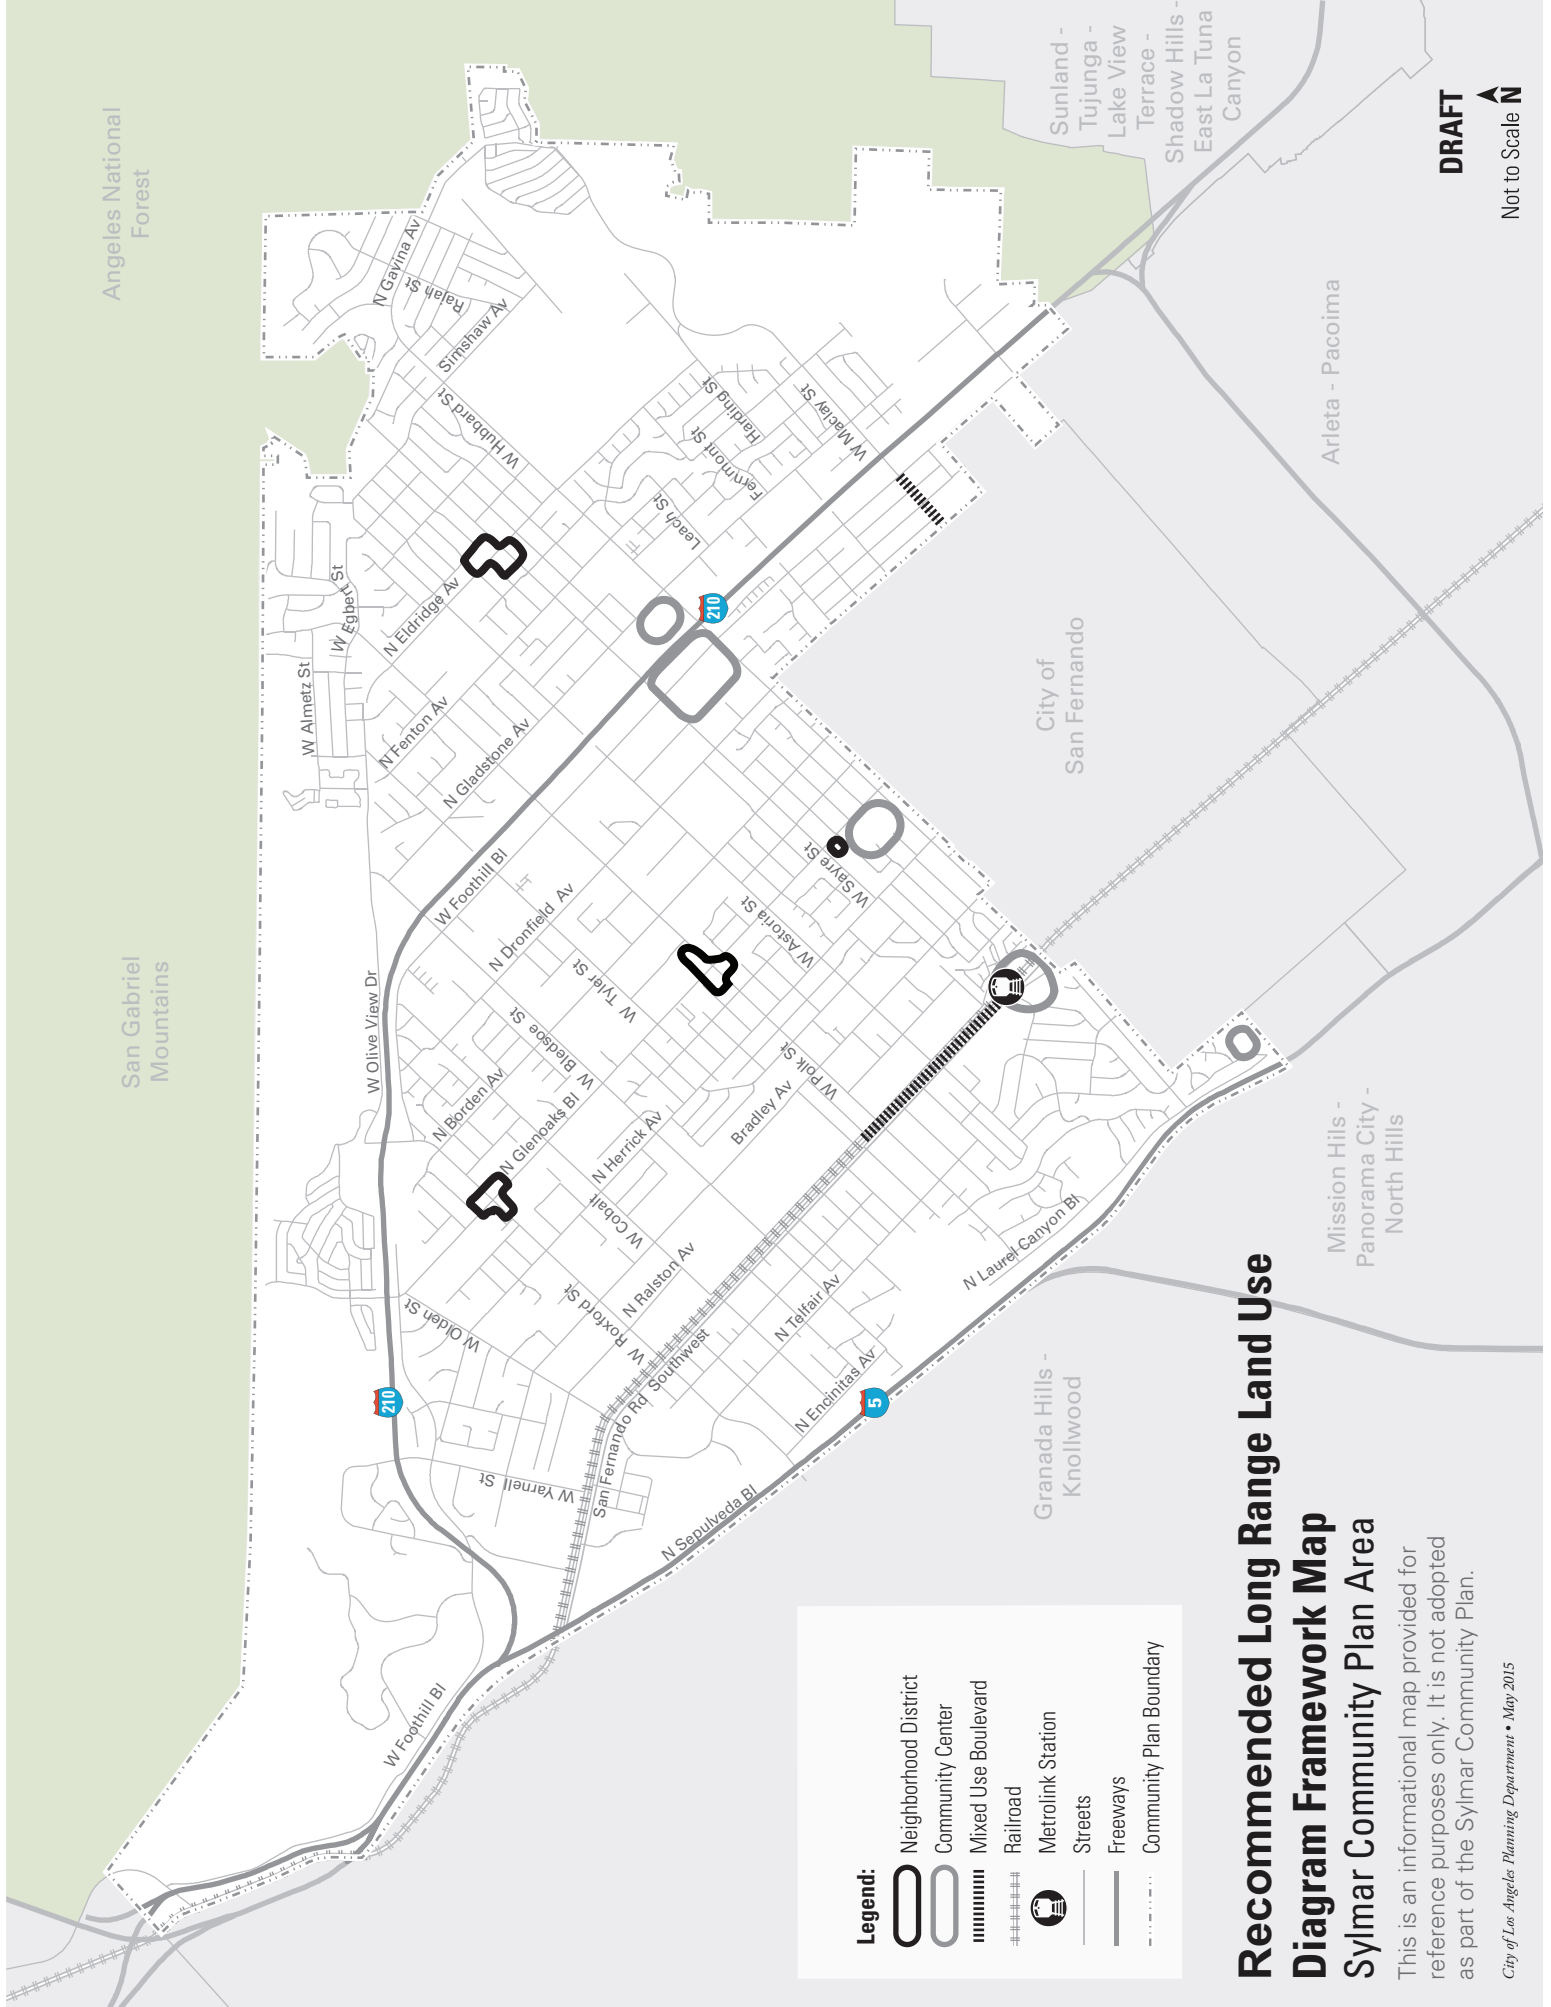 Angeles National
Forest
San Gabriel
Mountains
Sunland -
Tujunga -
Lake View
Terrace -
Shadow Hills -
East La Tuna
Canyon
Arleta - Pacoima
City of
San Fernando
Mission Hils -
Panorama City -
North Hills
Granada Hills -
Knollwood
N Gavina Av
Rajah St
Simshaw Av
W Hubbard St
Harding St
W Maclay St
Fernmont St
Leach St
W Egbert St
N Eldridge Av
W Almetz St
N Fenton Av
N Gladstone Av
W Foothill Bl
210
N Dronfield Av
W Sayre St
W Astoria St
W Tyler St
W Olive View Dr
W Bledsoe St
N Borden Av
N Glenoaks Bl
N Herrick Av
W Polk St
Bradley Av
W Cobalt
N Ralston Av
W Roxford St
W Olden St
N Laurel Canyon Bl
N Telfair Av
San Fernando Rd Southwest
N Encinitas Av
210
5
W Yarnell St
N Sepulveda Bl
W Foothill Bl
Legend:
Neighborhood District
Community Center
Mixed Use Boulevard
Railroad
Metrolink Station
Streets
Freeways
Community Plan Boundary
Recommended Long Range Land Use
Diagram Framework Map
Sylmar Community Plan Area
This is an informational map provided for
reference purposes only. It is not adopted
as part of the Sylmar Community Plan.
City of Los Angeles Planning Department • May 2015
DRAFT
Not to Scale N